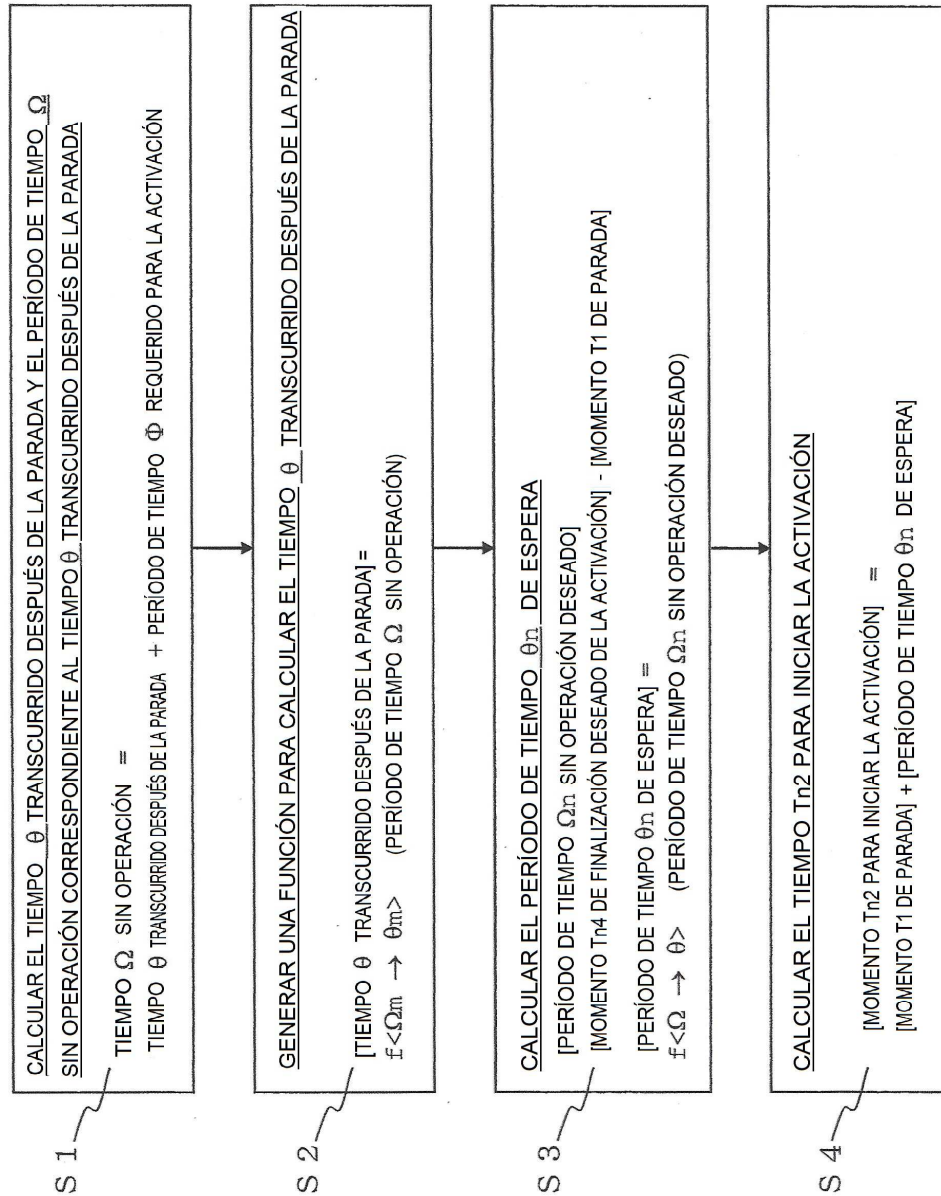 S 1
CALCULAR EL TIEMPO θ TRANSCURRIDO DESPUÉS DE LA PARADA Y EL PERÍODO DE TIEMPO Ω
SIN OPERACIÓN CORRESPONDIENTE AL TIEMPO θ TRANSCURRIDO DESPUÉS DE LA PARADA
TIEMPO Ω SIN OPERACIÓN =
TIEMPO θ TRANSCURRIDO DESPUÉS DE LA PARADA + PERÍODO DE TIEMPO Φ REQUERIDO PARA LA ACTIVACIÓN
S 2
GENERAR UNA FUNCIÓN PARA CALCULAR EL TIEMPO θ TRANSCURRIDO DESPUÉS DE LA PARADA
[TIEMPO θ TRANSCURRIDO DESPUÉS DE LA PARADA] =
f<Ωm → θm> (PERÍODO DE TIEMPO Ω SIN OPERACIÓN)
S 3
CALCULAR EL PERÍODO DE TIEMPO θn DE ESPERA
[PERÍODO DE TIEMPO Ωn SIN OPERACIÓN DESEADO]
[MOMENTO Tn4 DE FINALIZACIÓN DESEADO DE LA ACTIVACIÓN] - [MOMENTO T1 DE PARADA]
[PERÍODO DE TIEMPO θn DE ESPERA] =
f<Ω → θ> (PERÍODO DE TIEMPO Ωn SIN OPERACIÓN DESEADO)
S 4
CALCULAR EL TIEMPO Tn2 PARA INICIAR LA ACTIVACIÓN
[MOMENTO Tn2 PARA INICIAR LA ACTIVACIÓN] =
[MOMENTO T1 DE PARADA] + [PERÍODO DE TIEMPO θn DE ESPERA]